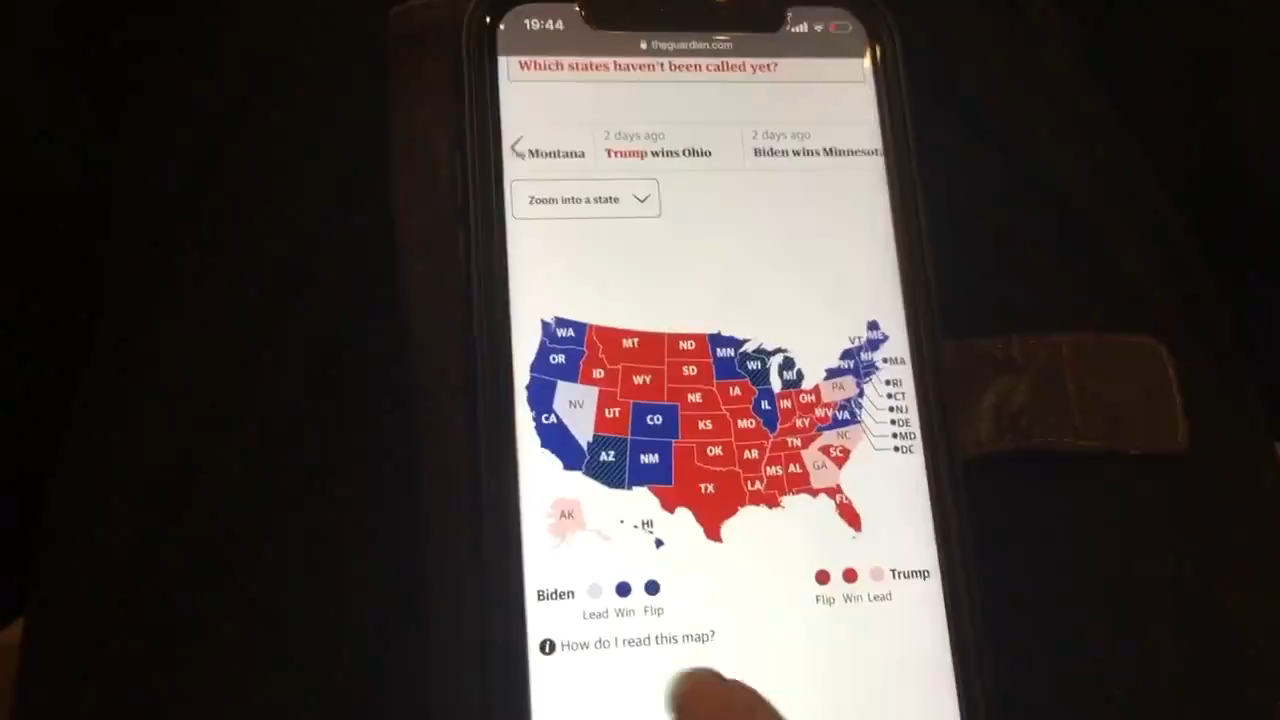 19:44
theguardian.com
Which states haven't been called yet?
2 days ago
2 days ago
Montana
Trump wins Ohio
Biden wins Minnesot
Zoom into a state
WA
MT
ND
MN
VT
ME
OR
ID
SD
WI
MI
NY
NH
MA
WY
IA
PA
RI
NV
UT
NE
IL
IN
OH
CT
CA
CO
KS
MO
WV
VA
NJ
KY
DE
AZ
NM
OK
AR
TN
NC
MD
SC
DC
TX
LA
MS
AL
GA
FL
AK
HI
Biden
Trump
Lead Win Flip
Flip Win Lead
i How do I read this map?